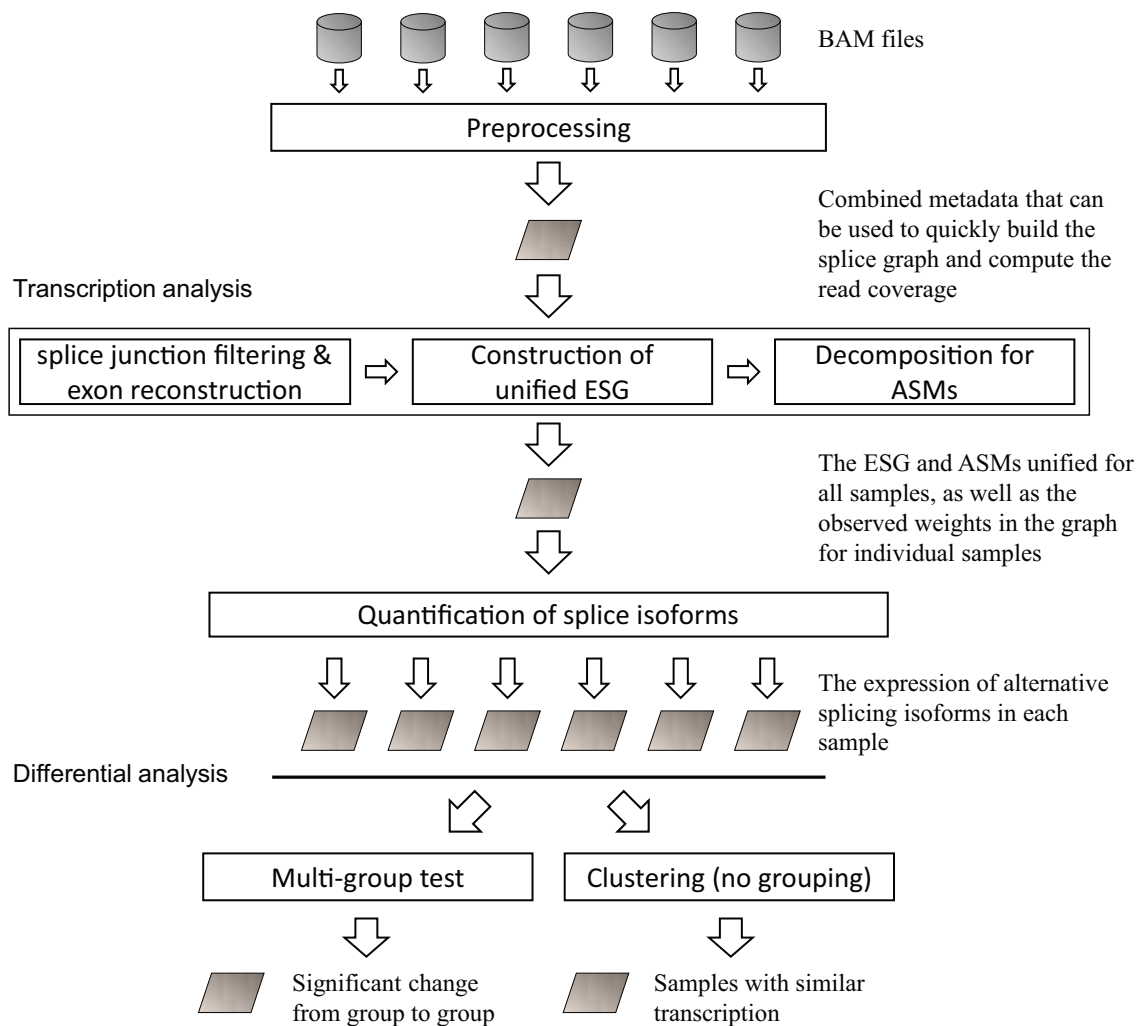 BAM files
Preprocessing
Combined metadata that can
be used to quickly build the
splice graph and compute the
read coverage
Transcription analysis
splice junction filtering &
exon reconstruction
Construction of
unified ESG
Decomposition for
ASMs
The ESG and ASMs unified for
all samples, as well as the
observed weights in the graph
for individual samples
Quantification of splice isoforms
The expression of alternative
splicing isoforms in each
sample
Differential analysis
Multi-group test
Clustering (no grouping)
Significant change
from group to group
Samples with similar
transcription